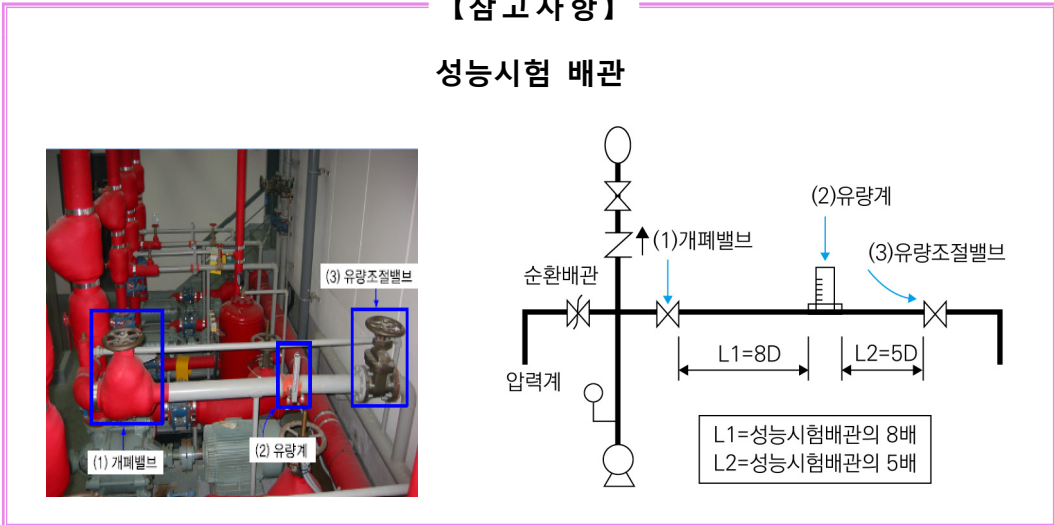 【참고사항】
성능시험 배관
(3) 유량조절밸브
(1) 개폐밸브
(2) 유량계
(2)유량계
(1)개폐밸브
(3)유량조절밸브
순환배관
L1=8D
L2=5D
압력계
L1=성능시험배관의 8배
L2=성능시험배관의 5배